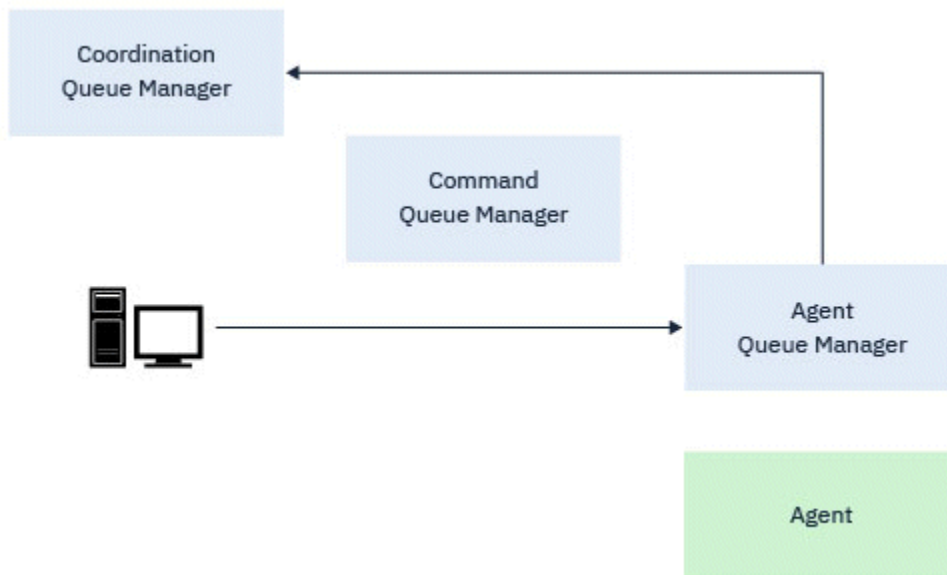 Coordination
Queue Manager
Command
Queue Manager
Agent
Queue Manager
Agent